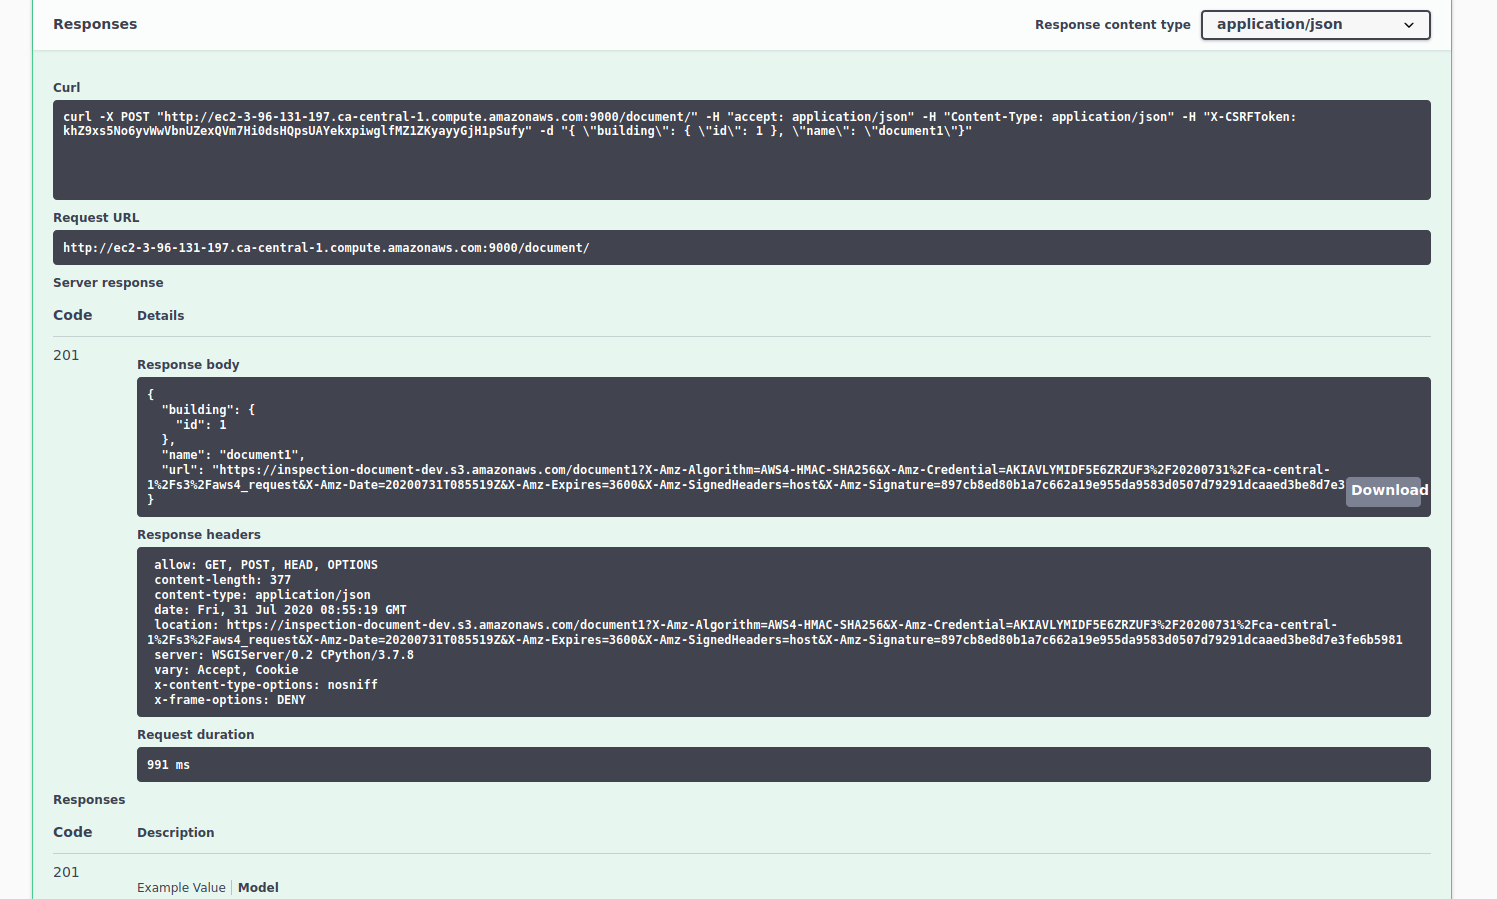 Responses
Response content type
application/json
Curl
curl -X POST "http://ec2-3-96-131-197.ca-central-1.compute.amazonaws.com:9000/document/" -H "accept: application/json" -H "Content-Type: application/json" -H "X-CSRFToken:
khZ9xs5No6yvWwVbnUZexQVm7Hi0dsHQpsUAYekxpiwglfMZ1ZKyayyGjH1pSufy" -d "{ \"building\": { \"id\": 1 }, \"name\": \"document1\"}"
Request URL
http://ec2-3-96-131-197.ca-central-1.compute.amazonaws.com:9000/document/
Server response
Code Details
201
Response body
{
"building": {
"id": 1
},
"name": "document1",
"url": "https://inspection-document-dev.s3.amazonaws.com/document1?X-Amz-Algorithm=AWS4-HMAC-SHA256&X-Amz-Credential=AKIAVLYMIDF5E6ZRZUF3%2F20200731%2Fca-central-
1%2Fs3%2Faws4_request&X-Amz-Date=20200731T085519Z&X-Amz-Expires=3600&X-Amz-SignedHeaders=host&X-Amz-Signature=897cb8ed80b1a7c662a19e955da9583d0507d79291dcaaed3be8d7e3
}
Download
Response headers
allow: GET, POST, HEAD, OPTIONS
content-length: 377
content-type: application/json
date: Fri, 31 Jul 2020 08:55:19 GMT
location: https://inspection-document-dev.s3.amazonaws.com/document1?X-Amz-Algorithm=AWS4-HMAC-SHA256&X-Amz-Credential=AKIAVLYMIDF5E6ZRZUF3%2F20200731%2Fca-central-
1%2Fs3%2Faws4_request&X-Amz-Date=20200731T085519Z&X-Amz-Expires=3600&X-Amz-SignedHeaders=host&X-Amz-Signature=897cb8ed80b1a7c662a19e955da9583d0507d79291dcaaed3be8d7e3fe6b5981
server: WSGIServer/0.2 CPython/3.7.8
vary: Accept, Cookie
x-content-type-options: nosniff
x-frame-options: DENY
Request duration
991 ms
Responses
Code Description
201
Example Value Model